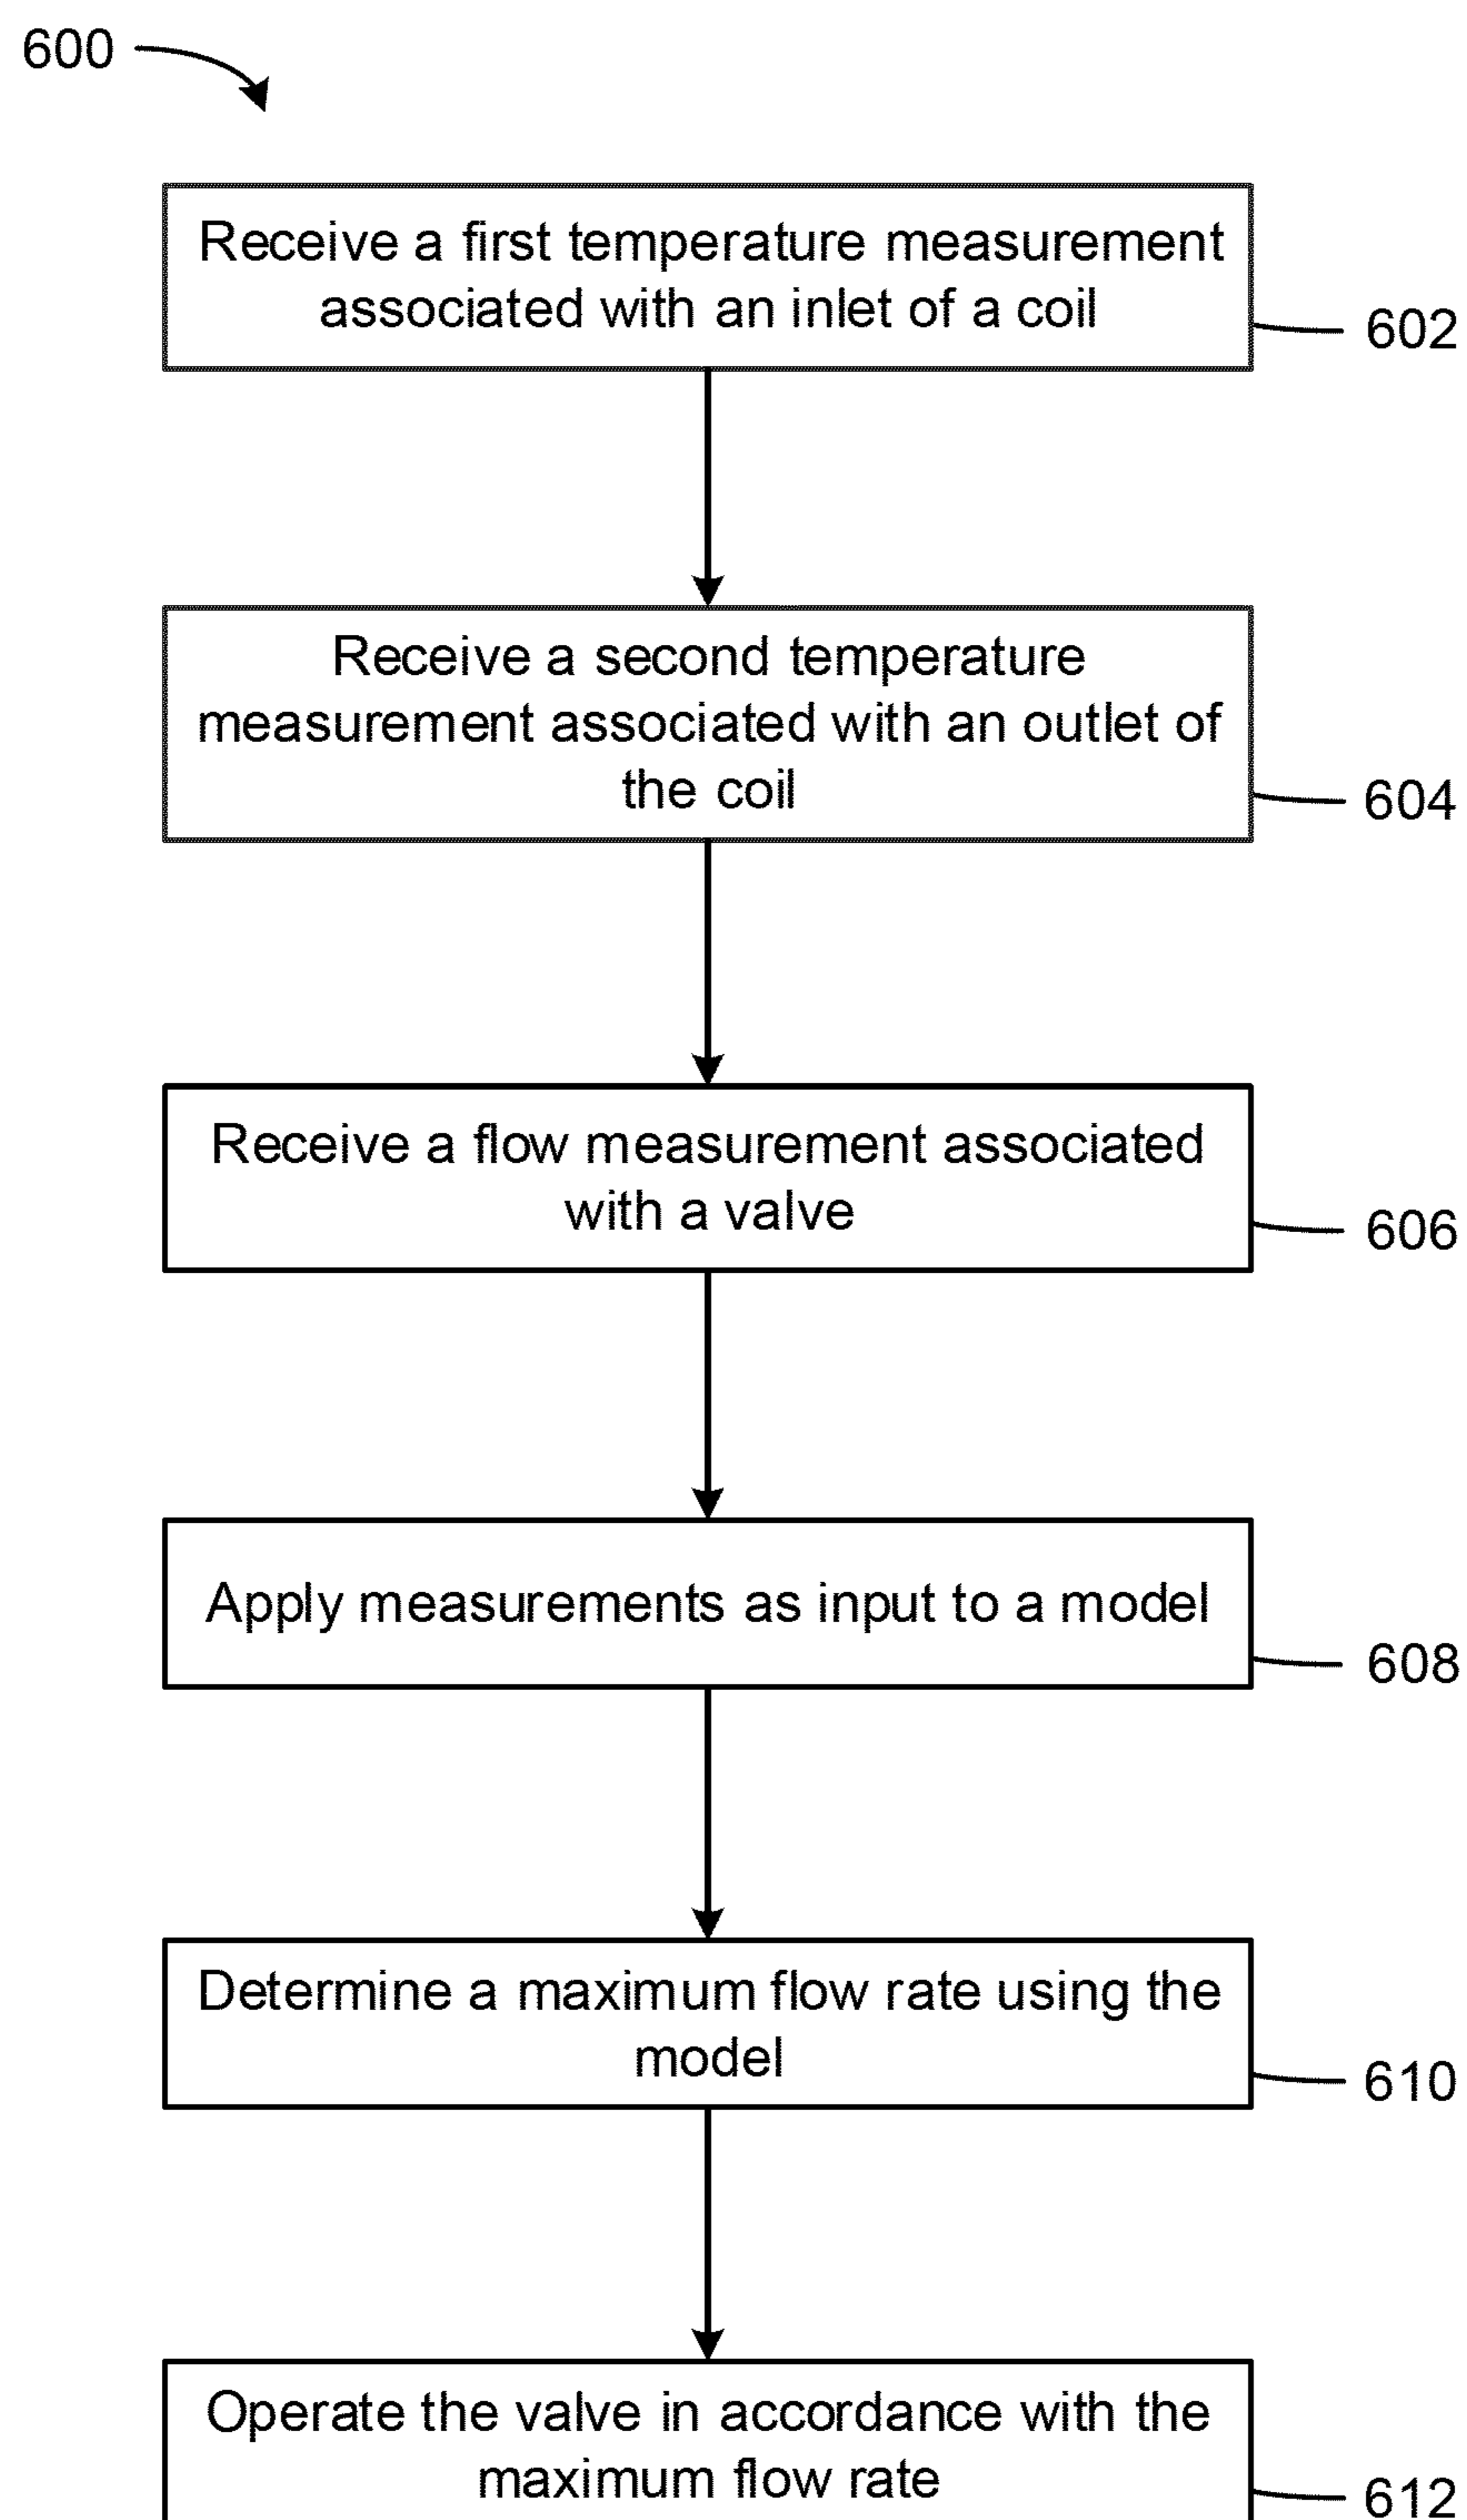 600
Receive a first temperature measurement
associated with an inlet of a coil
602
Receive a second temperature
measurement associated with an outlet of
the coil
604
Receive a flow measurement associated
with a valve
606
Apply measurements as input to a model
608
Determine a maximum flow rate using the
model
610
Operate the valve in accordance with the
maximum flow rate
612